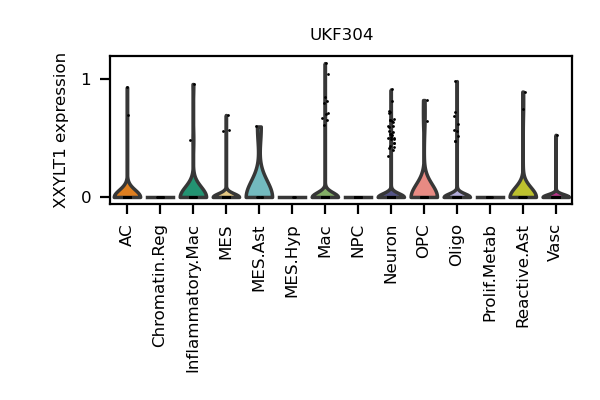 UKF304
XXYLT1 expression
1
0
AC
Chromatin.Reg
Inflammatory.Mac
MES
MES.Ast
MES.Hyp
Mac
NPC
Neuron
OPC
Oligo
Prolif.Metab
Reactive.Ast
Vasc